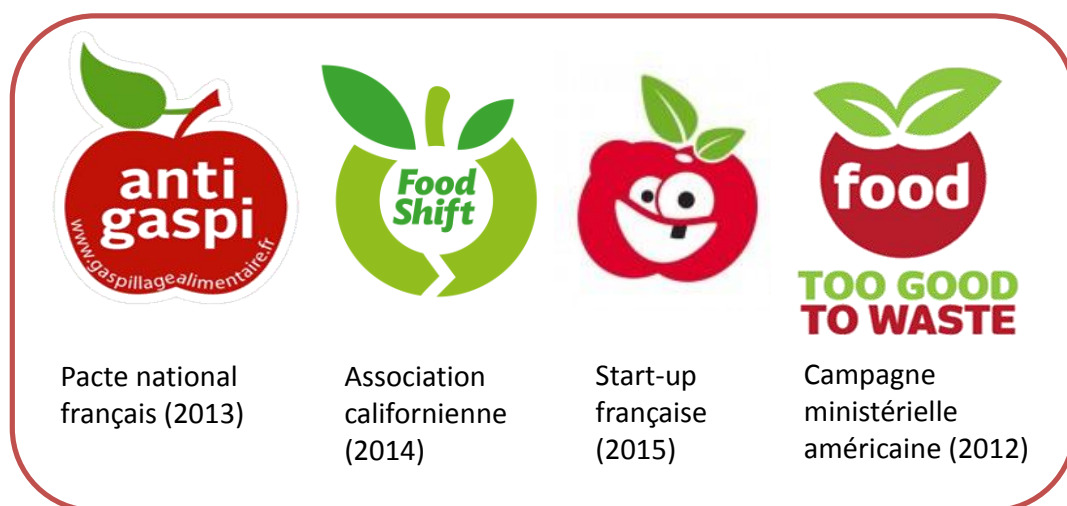 anti
gaspi
www.gaspillagealimentaire.fr
Food
Shift
food
TOO GOOD
TO WASTE
Pacte national
français (2013)
Association
californienne
(2014)
Start-up
française
(2015)
Campagne
ministérielle
américaine (2012)